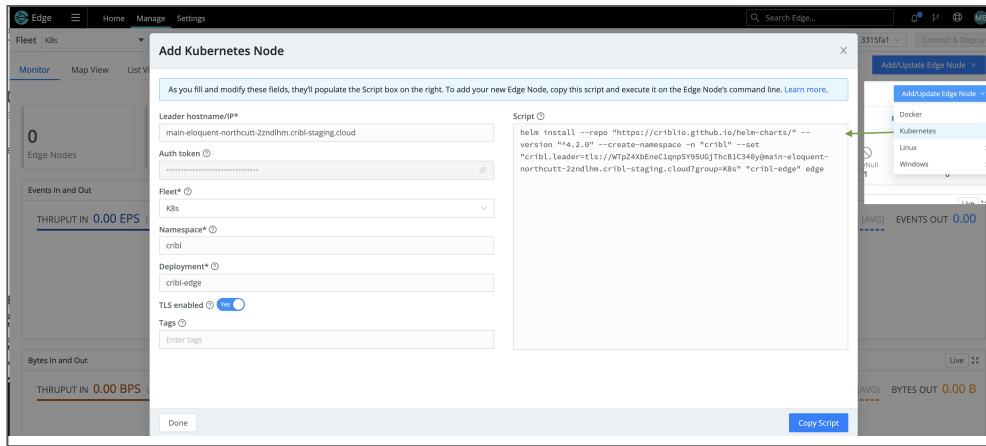 Edge
Home Manage Settings
Search Edge...
Fleet K8s
3315fa1
Commit & Deploy
Monitor Map View List Vi
Add/Update Edge Node
Add Kubernetes Node
As you fill and modify these fields, they'll populate the Script box on the right. To add your new Edge Node, copy this script and execute it on the Edge Node's command line. Learn more.
Leader hostname/IP*
main-eloquent-northcutt-2zndlhm.cribl-staging.cloud
Auth token
Fleet*
K8s
Namespace*
cribl
Deployment*
cribl-edge
TLS enabled Yes
Tags
Enter tags
Script
helm install --repo "https://criblio.github.io/helm-charts/" --
version "^4.2.0" --create-namespace -n "cribl" --set
"cribl.leader=tls://WTpZ4XbEneC1qnpSY95UGjThcB1C340y@main-eloquent-
northcutt-2zndlhm.cribl-staging.cloud?group=K8s" "cribl-edge" edge
Add/Update Edge Node
Docker
Kubernetes
Linux
Windows
0
Edge Nodes
Events In and Out
Live
THRUPUT IN 0.00 EPS
(AVG) EVENTS OUT 0.00
Bytes In and Out
Live
THRUPUT IN 0.00 BPS
(AVG) BYTES OUT 0.00 B
Done
Copy Script